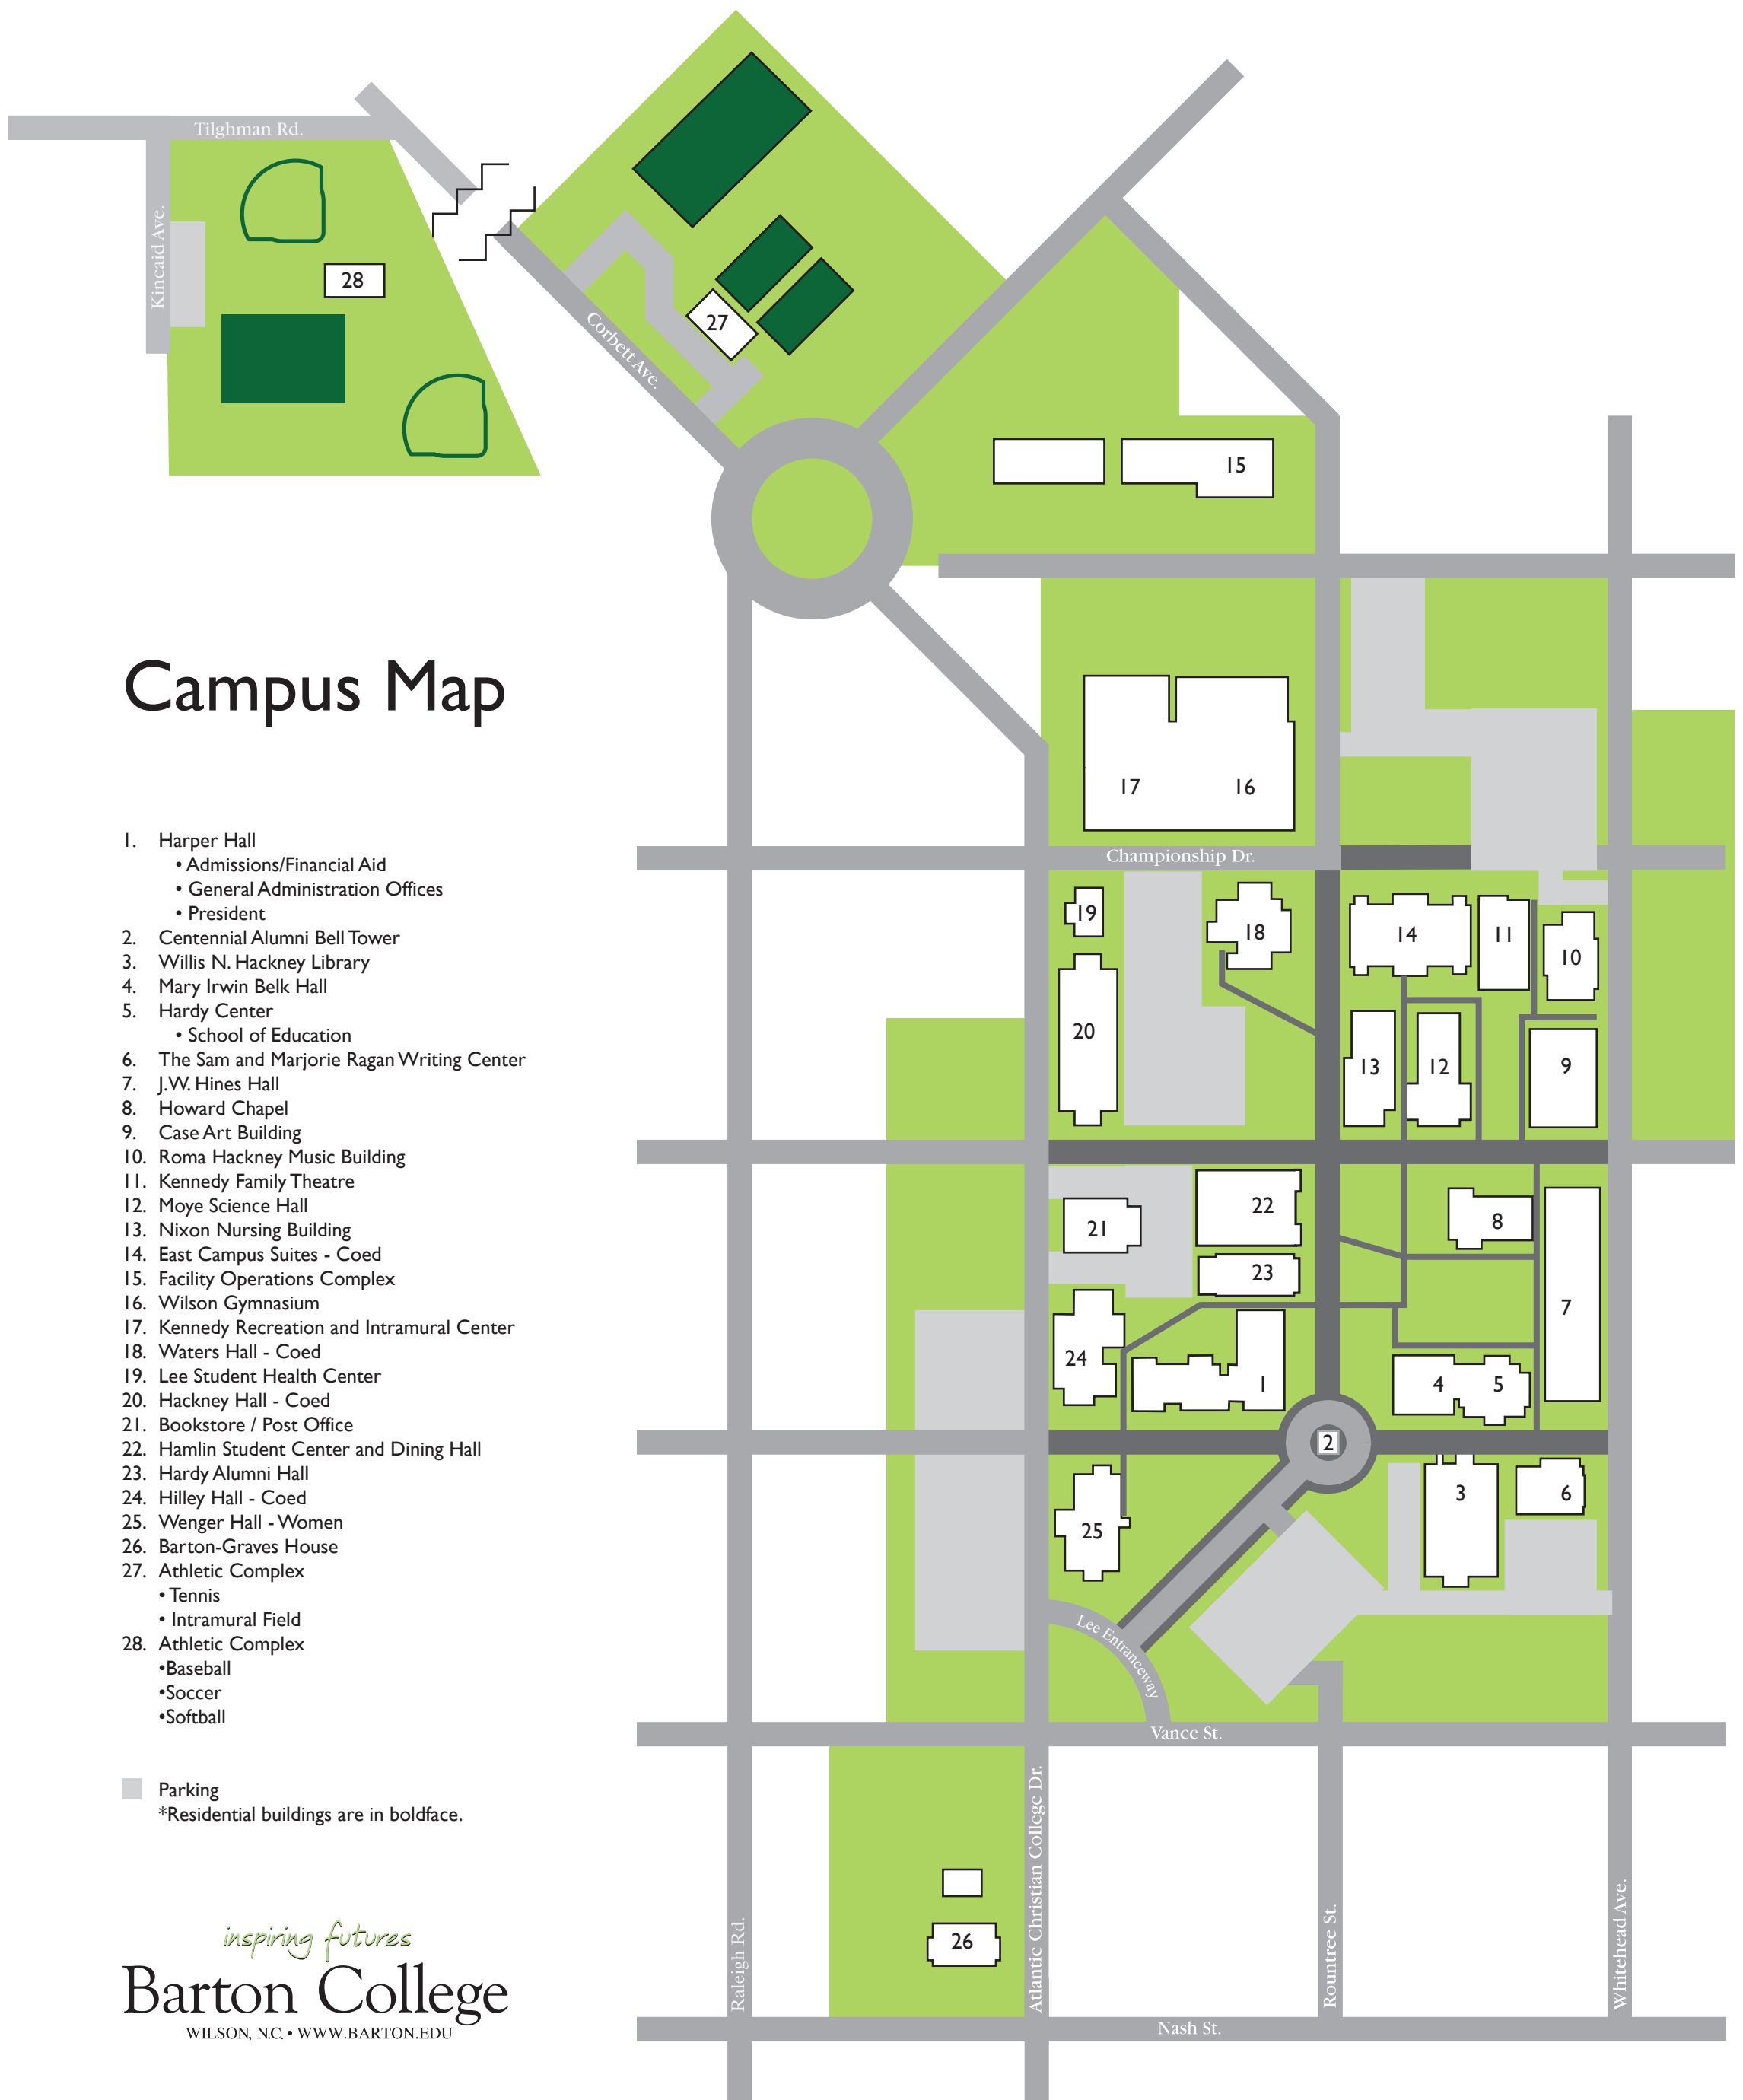 Tilghman Rd.
Kincaid Ave.
28
27
Corbett Ave.
15
Campus Map
17
16
Championship Dr.
1. Harper Hall
• Admissions/Financial Aid
• General Administration Offices
• President
2. Centennial Alumni Bell Tower
3. Willis N. Hackney Library
4. Mary Irwin Belk Hall
5. Hardy Center
• School of Education
6. The Sam and Marjorie Ragan Writing Center
7. J.W. Hines Hall
8. Howard Chapel
9. Case Art Building
10. Roma Hackney Music Building
11. Kennedy Family Theatre
12. Moye Science Hall
13. Nixon Nursing Building
14. East Campus Suites - Coed
15. Facility Operations Complex
16. Wilson Gymnasium
17. Kennedy Recreation and Intramural Center
18. Waters Hall - Coed
19. Lee Student Health Center
20. Hackney Hall - Coed
21. Bookstore / Post Office
22. Hamlin Student Center and Dining Hall
23. Hardy Alumni Hall
24. Hilley Hall - Coed
25. Wenger Hall - Women
26. Barton-Graves House
27. Athletic Complex
• Tennis
• Intramural Field
28. Athletic Complex
•Baseball
•Soccer
•Softball
Parking
*Residential buildings are in boldface.
inspiring futures
Barton College
WILSON, N.C. • WWW.BARTON.EDU
19
18
14
11
10
20
13
12
9
21
22
8
23
7
24
1
4
5
2
3
6
25
Lee Entranceway
Vance St.
26
Raleigh Rd.
Atlantic Christian College Dr.
Rountree St.
Whitehead Ave.
Nash St.